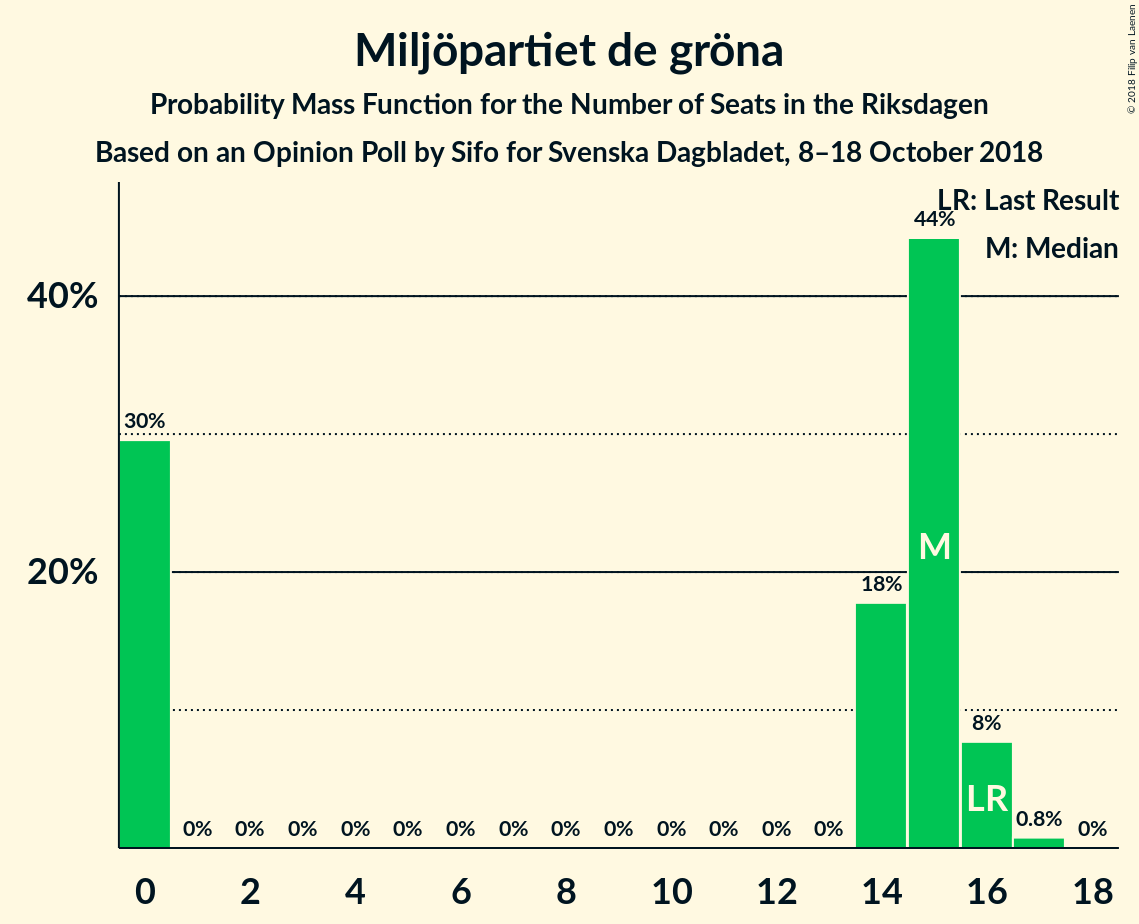 Miljöpartiet de gröna
Probability Mass Function for the Number of Seats in the Riksdagen
Based on an Opinion Poll by Sifo for Svenska Dagbladet, 8–18 October 2018
© 2018 Filip van Laenen
LR: Last Result
M: Median
44%
40%
30%
M
20%
18%
8%
LR
0.8%
0% 0% 0% 0% 0% 0% 0% 0% 0% 0% 0% 0% 0% 0%
0 2 4 6 8 10 12 14 16 18